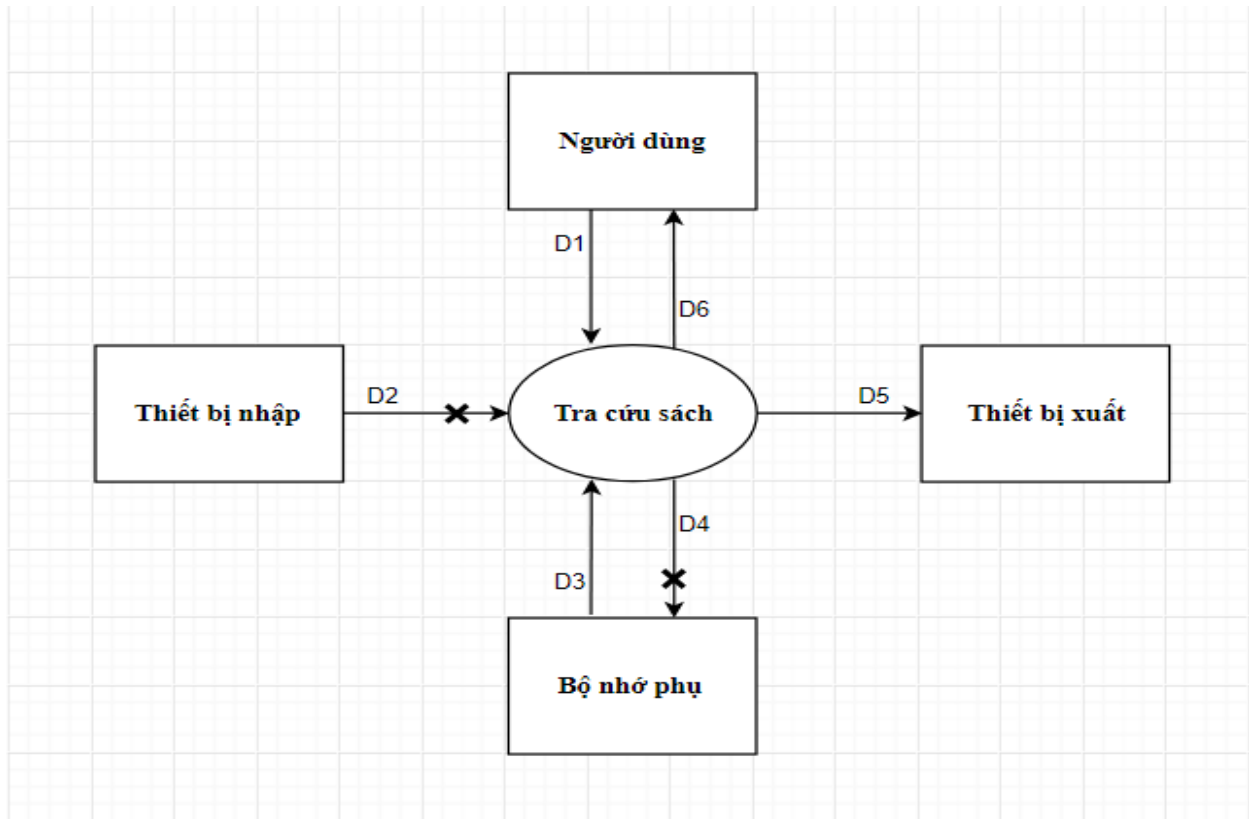 Người dùng
D1
D6
Thiết bị nhập
D2
Tra cứu sách
D5
Thiết bị xuất
D4
D3
Bộ nhớ phụ